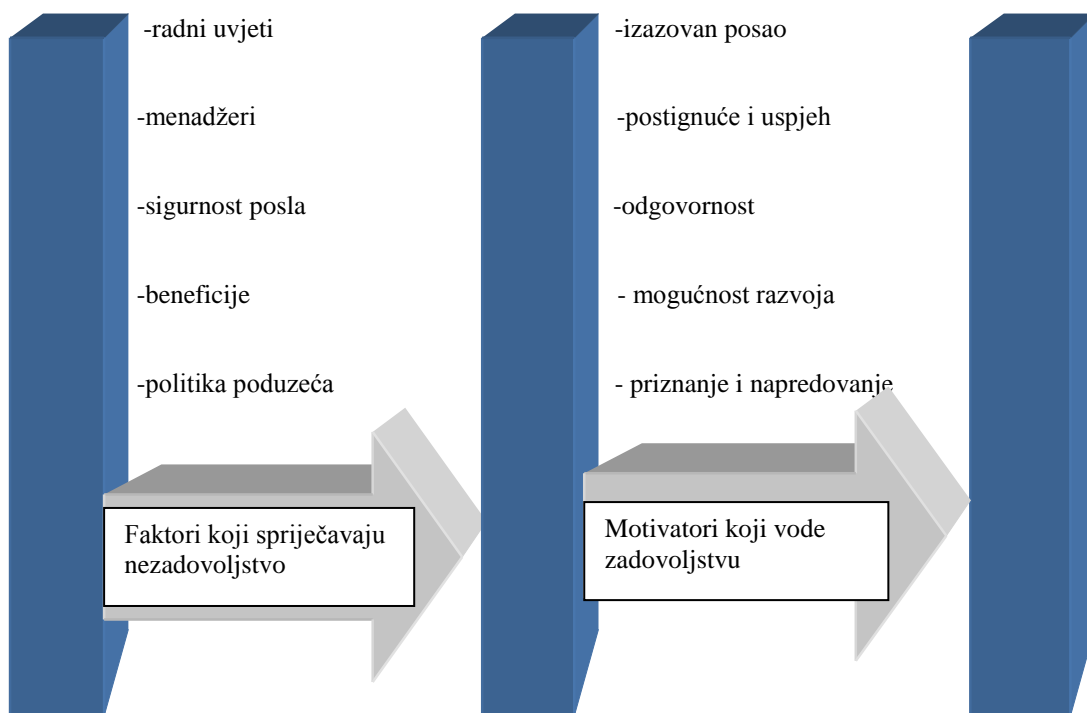 -radni uvjeti
-menadžeri
-sigurnost posla
-beneficije
-politika poduzeća
Faktori koji spriječavaju
nezadovoljstvo
-izazovan posao
-postignuće i uspjeh
-odgovornost
- mogućnost razvoja
- priznanje i napredovanje
Motivatori koji vode
zadovoljstvu